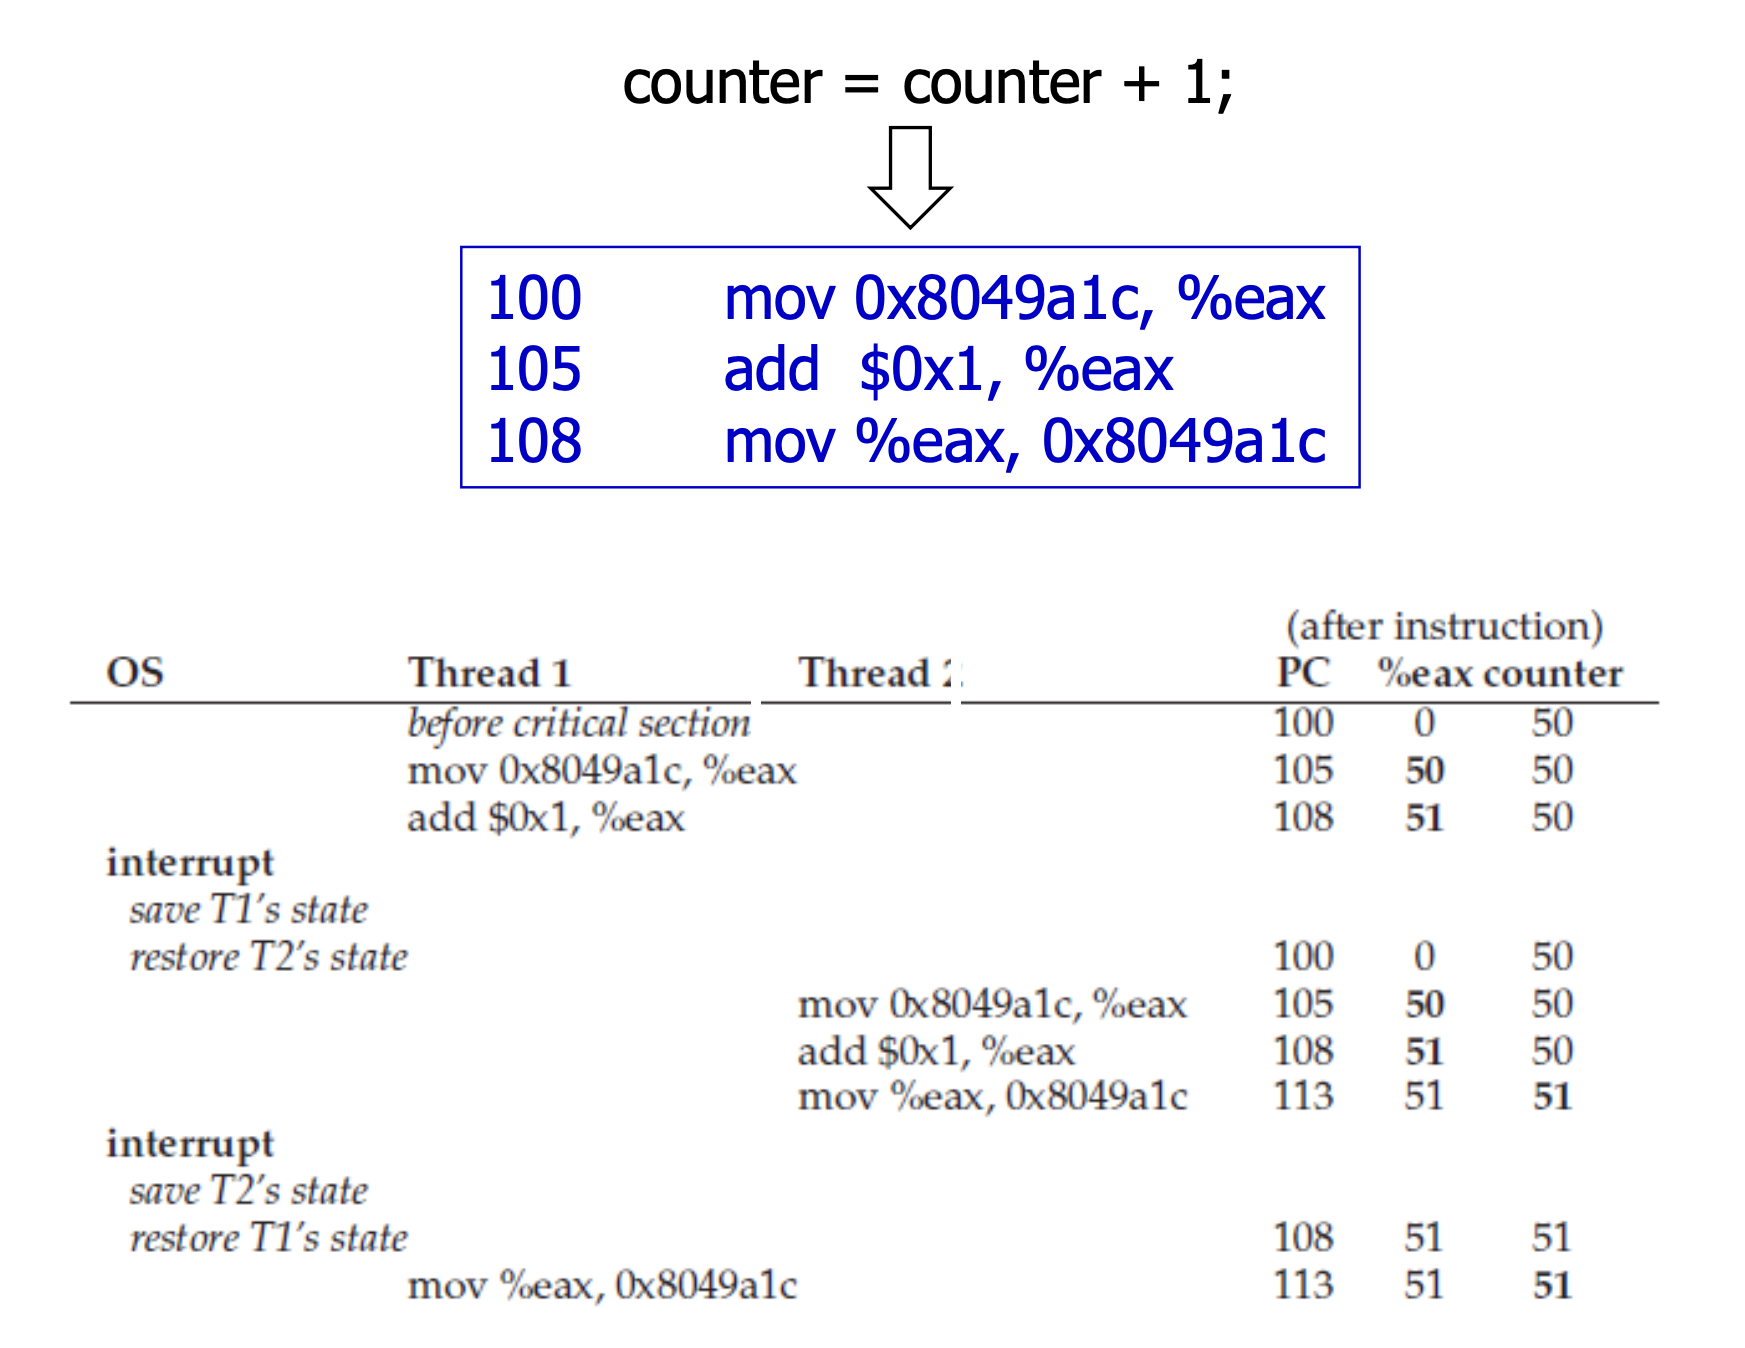 counter = counter + 1;
100 mov 0x8049a1c, %eax
105 add $0x1, %eax
108 mov %eax, 0x8049a1c
(after instruction)
OS Thread 1 Thread 2 PC %eax counter
before critical section 100 0 50
mov 0x8049a1c, %eax 105 50 50
add $0x1, %eax 108 51 50
interrupt
save T1's state
restore T2's state 100 0 50
mov 0x8049a1c, %eax 105 50 50
add $0x1, %eax 108 51 50
mov %eax, 0x8049a1c 113 51 51
interrupt
save T2's state
restore T1's state 108 51 51
mov %eax, 0x8049a1c 113 51 51